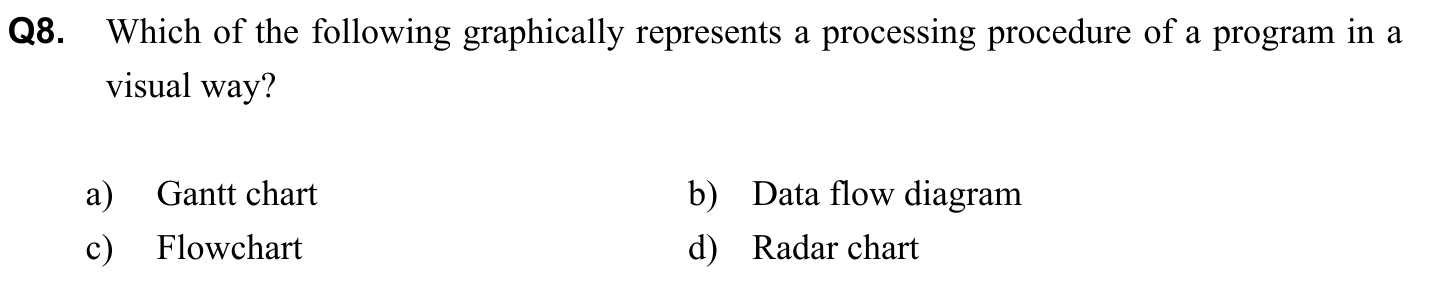 Q8. Which of the following graphically represents a processing procedure of a program in a
visual way?
a) Gantt chart b) Data flow diagram
c) Flowchart d) Radar chart